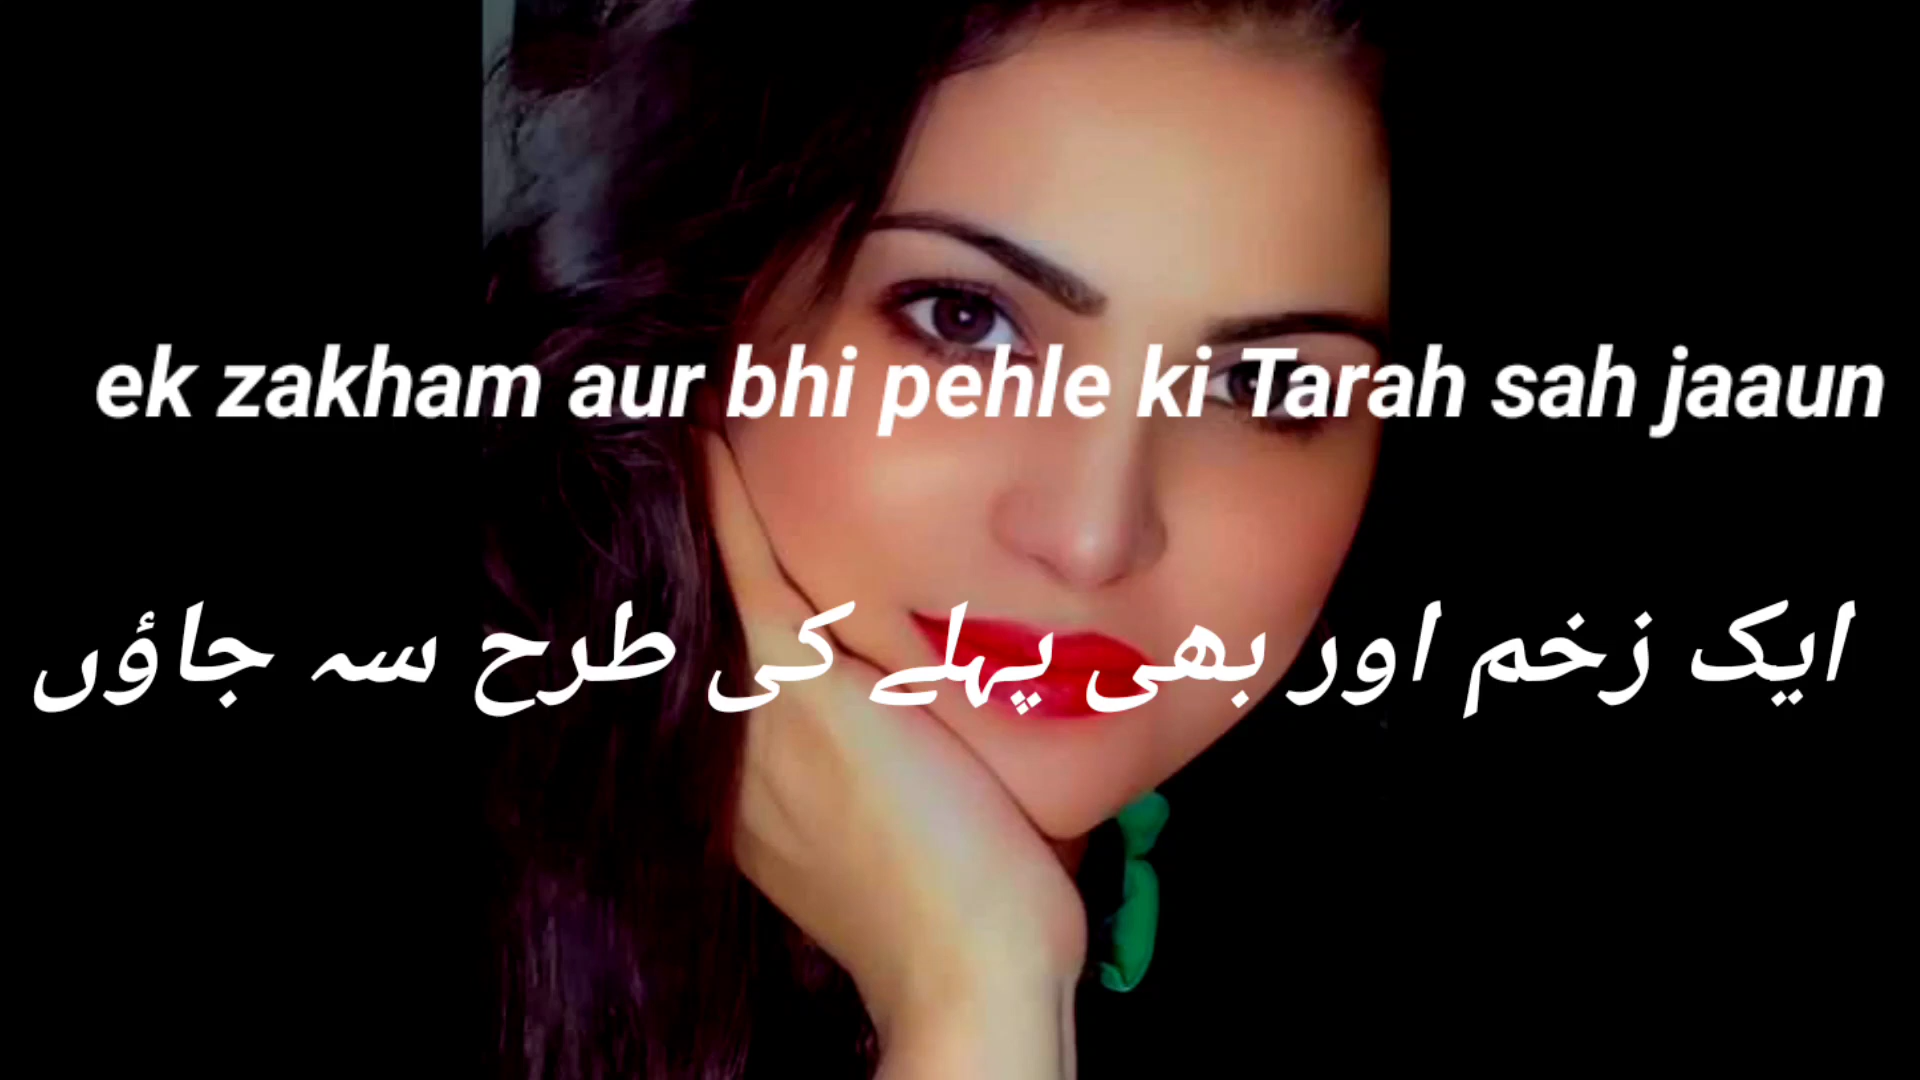 ek zakham aur bhi pehle ki Tarah sah jaaun
ایک زخم اور بھی پہلے کی طرح سہ جاؤں